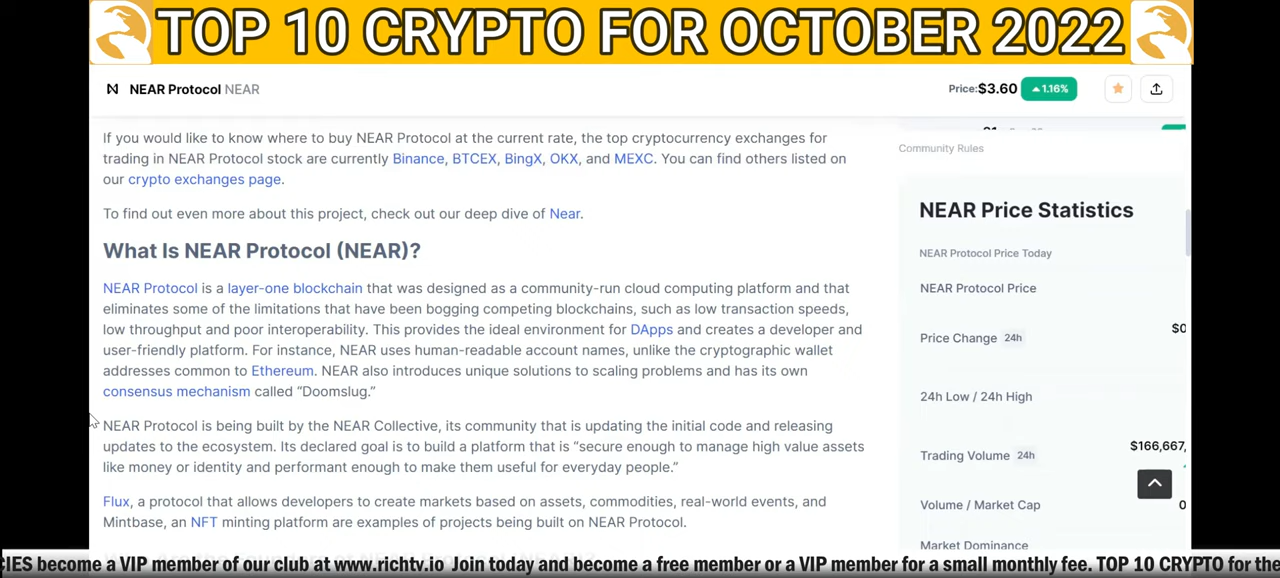 TOP 10 CRYPTO FOR OCTOBER 2022
NEAR Protocol NEAR
Price:$3.60 1.16%
If you would like to know where to buy NEAR Protocol at the current rate, the top cryptocurrency exchanges for
trading in NEAR Protocol stock are currently Binance, BTCEX, BingX, OKX, and MEXC. You can find others listed on
our crypto exchanges page.
To find out even more about this project, check out our deep dive of Near.
What Is NEAR Protocol (NEAR)?
NEAR Protocol is a layer-one blockchain that was designed as a community-run cloud computing platform and that
eliminates some of the limitations that have been bogging competing blockchains, such as low transaction speeds,
low throughput and poor interoperability. This provides the ideal environment for DApps and creates a developer and
user-friendly platform. For instance, NEAR uses human-readable account names, unlike the cryptographic wallet
addresses common to Ethereum. NEAR also introduces unique solutions to scaling problems and has its own
consensus mechanism called “Doomslug.”
NEAR Protocol is being built by the NEAR Collective, its community that is updating the initial code and releasing
updates to the ecosystem. Its declared goal is to build a platform that is “secure enough to manage high value assets
like money or identity and performant enough to make them useful for everyday people.”
Flux, a protocol that allows developers to create markets based on assets, commodities, real-world events, and
Mintbase, an NFT minting platform are examples of projects being built on NEAR Protocol.
Community Rules
NEAR Price Statistics
NEAR Protocol Price Today
NEAR Protocol Price
Price Change 24h
$0
24h Low / 24h High
Trading Volume 24h
$166,667,
Volume / Market Cap
0
Market Dominance
CIES become a VIP member of our club at www.richtv.io Join today and become a free member or a VIP member for a small monthly fee. TOP 10 CRYPTO for the